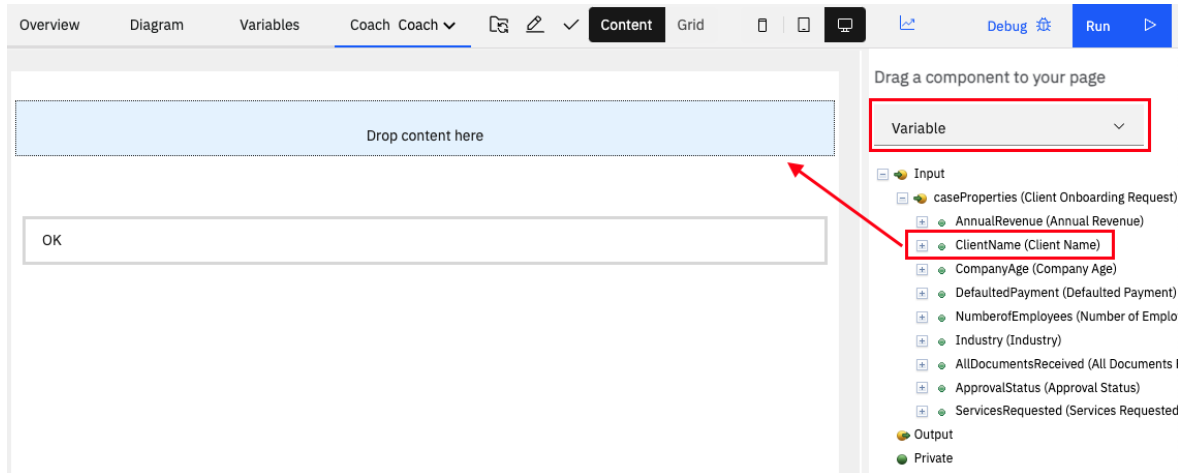 Overview Diagram Variables Coach Coach Content Grid Debug Run
Drag a component to your page
Variable
Drop content here
Input
caseProperties (Client Onboarding Request)
AnnualRevenue (Annual Revenue)
OK
ClientName (Client Name)
CompanyAge (Company Age)
DefaultedPayment (Defaulted Payment)
NumberofEmployees (Number of Emplo
Industry (Industry)
AllDocumentsReceived (All Documents
ApprovalStatus (Approval Status)
ServicesRequested (Services Requested
Output
Private